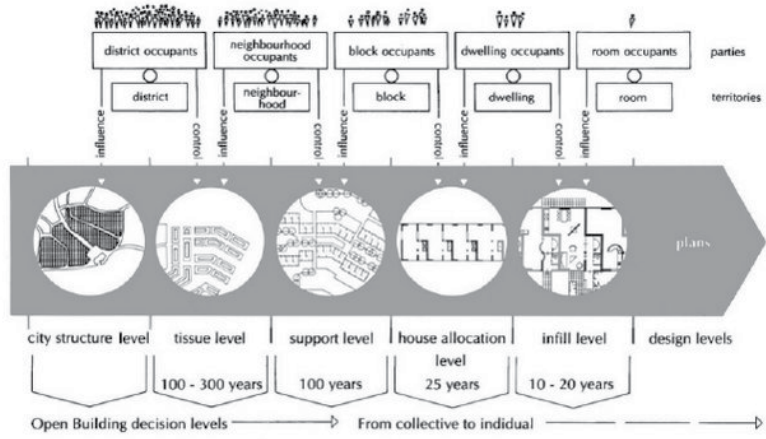 district occupants
neighbourhood
occupants
block occupants
dwelling occupants
room occupants
parties
district
neighbour-
hood
block
dwelling
room
territories
influence
control
influence
control
influence
control
influence
control
influence
plans
city structure level
tissue level
support level
house allocation
level
infill level
design levels
100 - 300 years
100 years
25 years
10 - 20 years
Open Building decision levels
From collective to indidual